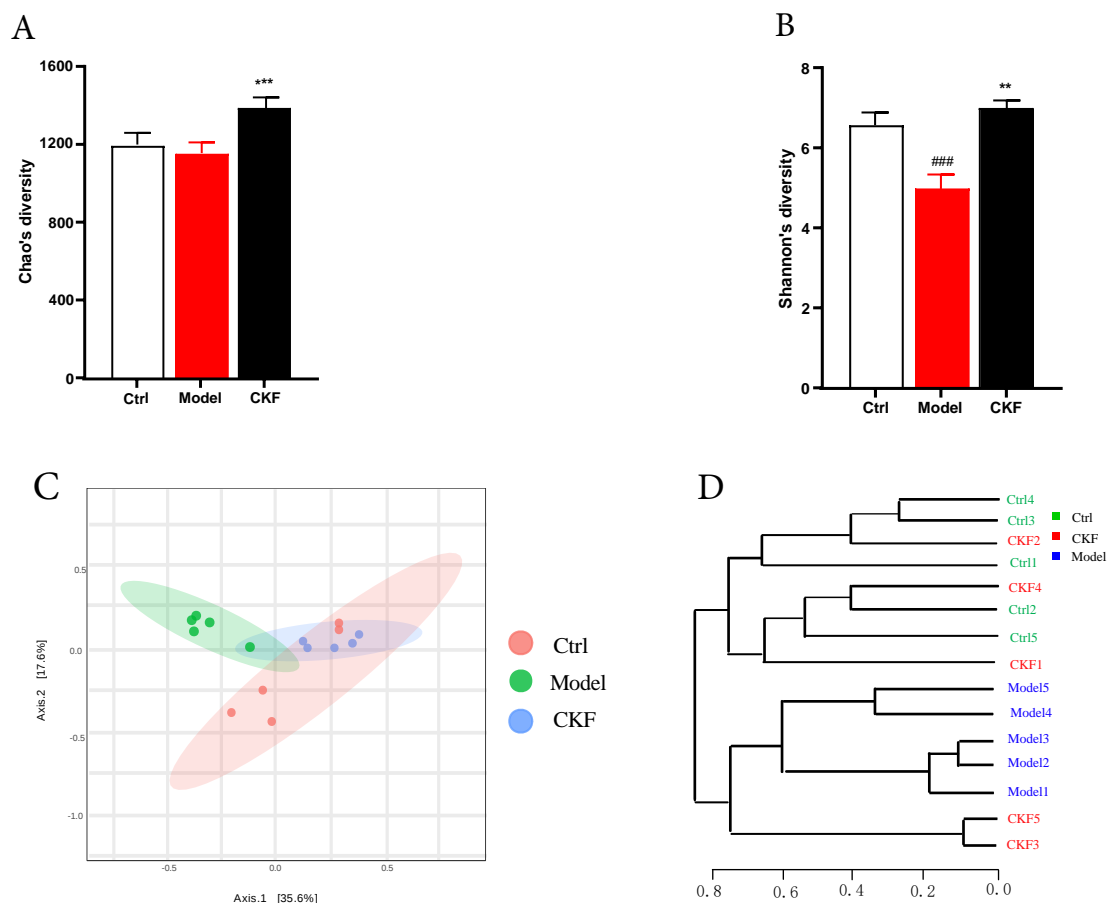 A
1600
1200
800
400
0
Chao's diversity
***
Ctrl
Model
CKF
B
8
6
4
2
0
Shannon's diversity
###
**
Ctrl
Model
CKF
C
0.5
0.0
-0.5
-1.0
Axis.2 [17.6%]
-0.5
0.0
0.5
Axis.1 [35.6%]
Ctrl
Model
CKF
D
Ctrl4
Ctrl3
CKF2
Ctrl1
CKF4
Ctrl2
Ctrl5
CKF1
Model5
Model4
Model3
Model2
Model1
CKF5
CKF3
Ctrl
CKF
Model
0.8 0.6 0.4 0.2 0.0